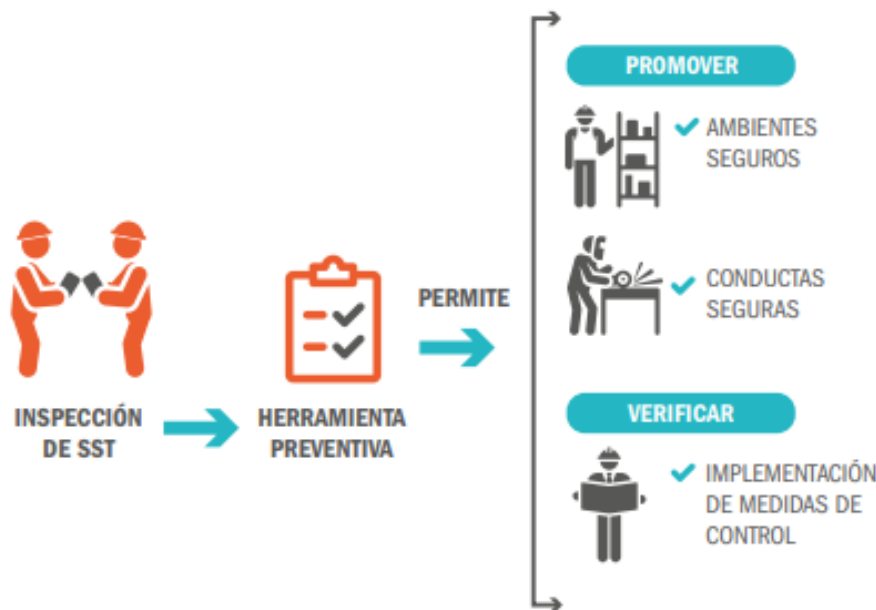 INSPECCIÓN
DE SST
HERRAMIENTA
PREVENTIVA
PERMITE
PROMOVER
AMBIENTES
SEGUROS
CONDUCTAS
SEGURAS
VERIFICAR
IMPLEMENTACIÓN
DE MEDIDAS DE
CONTROL